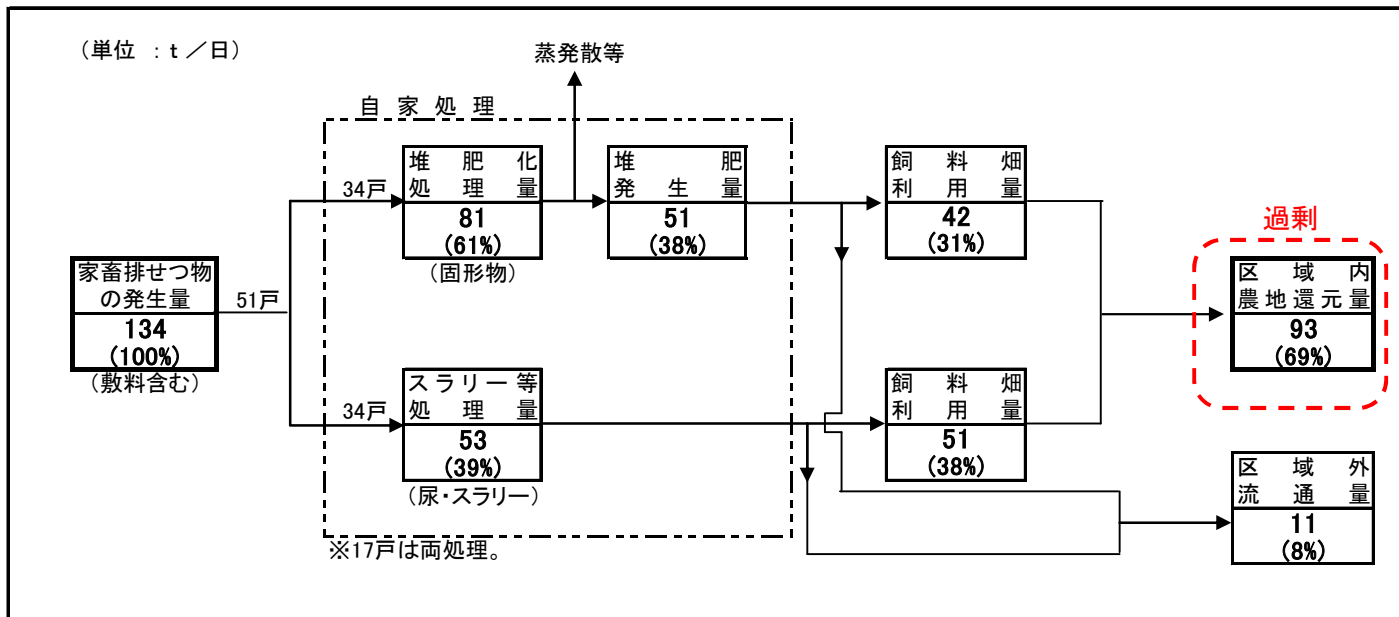 (単位 : t/日)
蒸発散等
自家処理
堆肥化
処理量
81
(61%)
(固形物)
堆肥
発生量
51
(38%)
飼料畑
利用量
42
(31%)
34戸
過剰
区域内
農地還元量
93
(69%)
家畜排せつ物
の発生量
134
(100%)
(敷料含む)
51戸
34戸
スラリー等
処理量
53
(39%)
(尿・スラリー)
飼料畑
利用量
51
(38%)
区域外
流通量
11
(8%)
※17戸は両処理。